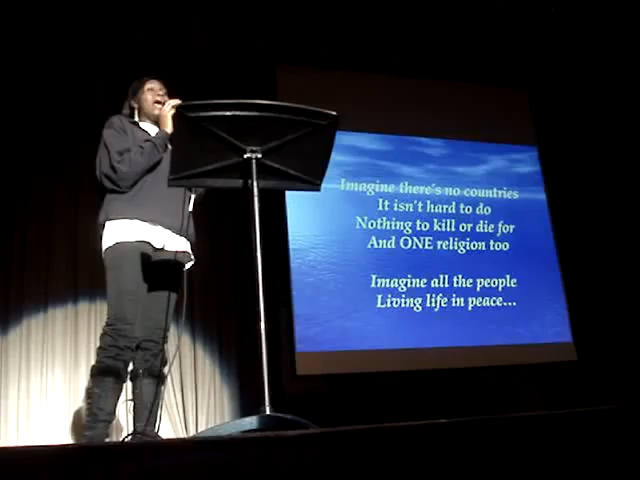 Imagine there's no countries
It isn't hard to do
Nothing to kill or die for
And ONE religion too
Imagine all the people
Living life in peace...